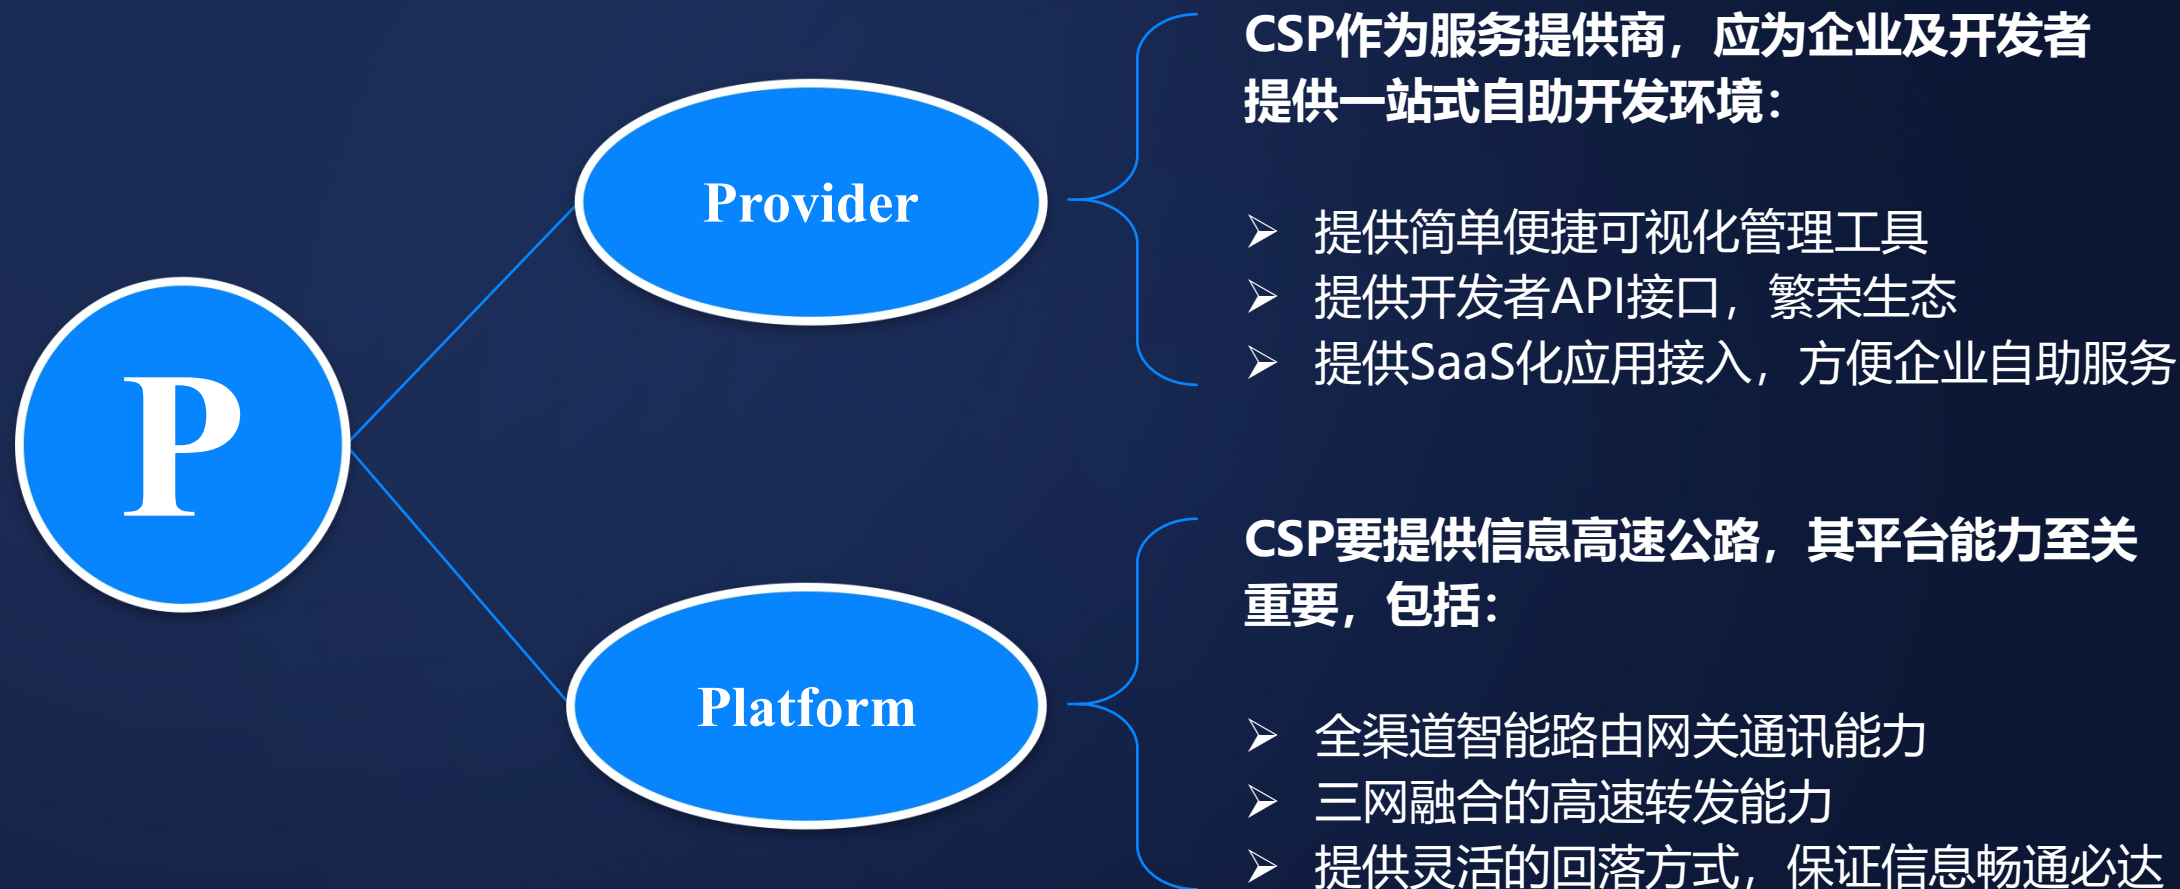 P
Provider
CSP作为服务提供商，应为企业及开发者
提供一站式自助开发环境：
➢ 提供简单便捷可视化管理工具
➢ 提供开发者API接口，繁荣生态
➢ 提供SaaS化应用接入，方便企业自助服务
Platform
CSP要提供信息高速公路，其平台能力至关
重要，包括：
➢ 全渠道智能路由网关通讯能力
➢ 三网融合的高速转发能力
➢ 提供灵活的回落方式，保证信息畅通必达